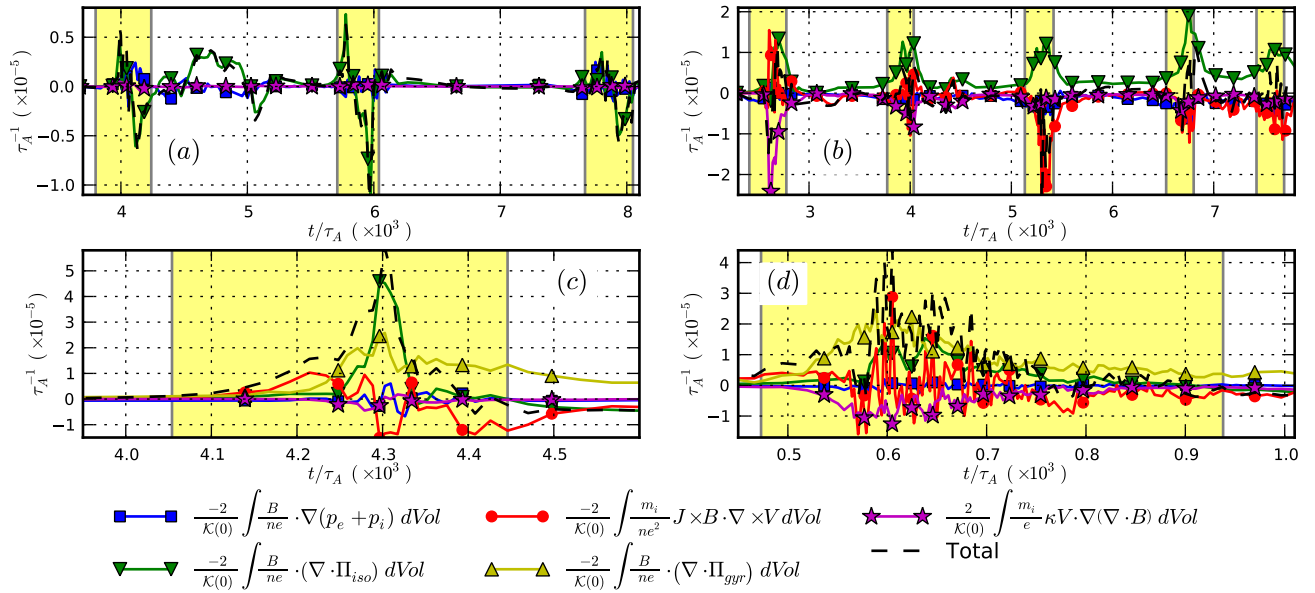 0.5
0.0
−0.5
−1.0
τ_A^{-1} (×10^{-5})
(a)
4 5 6 7 8
t/τ_A (×10^3)
2
1
0
−1
−2
τ_A^{-1} (×10^{-5})
(b)
3 4 5 6 7
t/τ_A (×10^3)
5
4
3
2
1
0
−1
τ_A^{-1} (×10^{-5})
(c)
4.0 4.1 4.2 4.3 4.4 4.5
t/τ_A (×10^3)
4
3
2
1
0
−1
τ_A^{-1} (×10^{-5})
(d)
0.5 0.6 0.7 0.8 0.9 1.0
t/τ_A (×10^3)
−2/K(0) ∫ B/ne · ∇(p_e + p_i) dVol
−2/K(0) ∫ m_i/ne^2 J×B·∇×V dVol
2/K(0) ∫ m_i/e κV·∇(∇·B) dVol
−2/K(0) ∫ B/ne · (∇·Π_{iso}) dVol
−2/K(0) ∫ B/ne · (∇·Π_{gyr}) dVol
Total